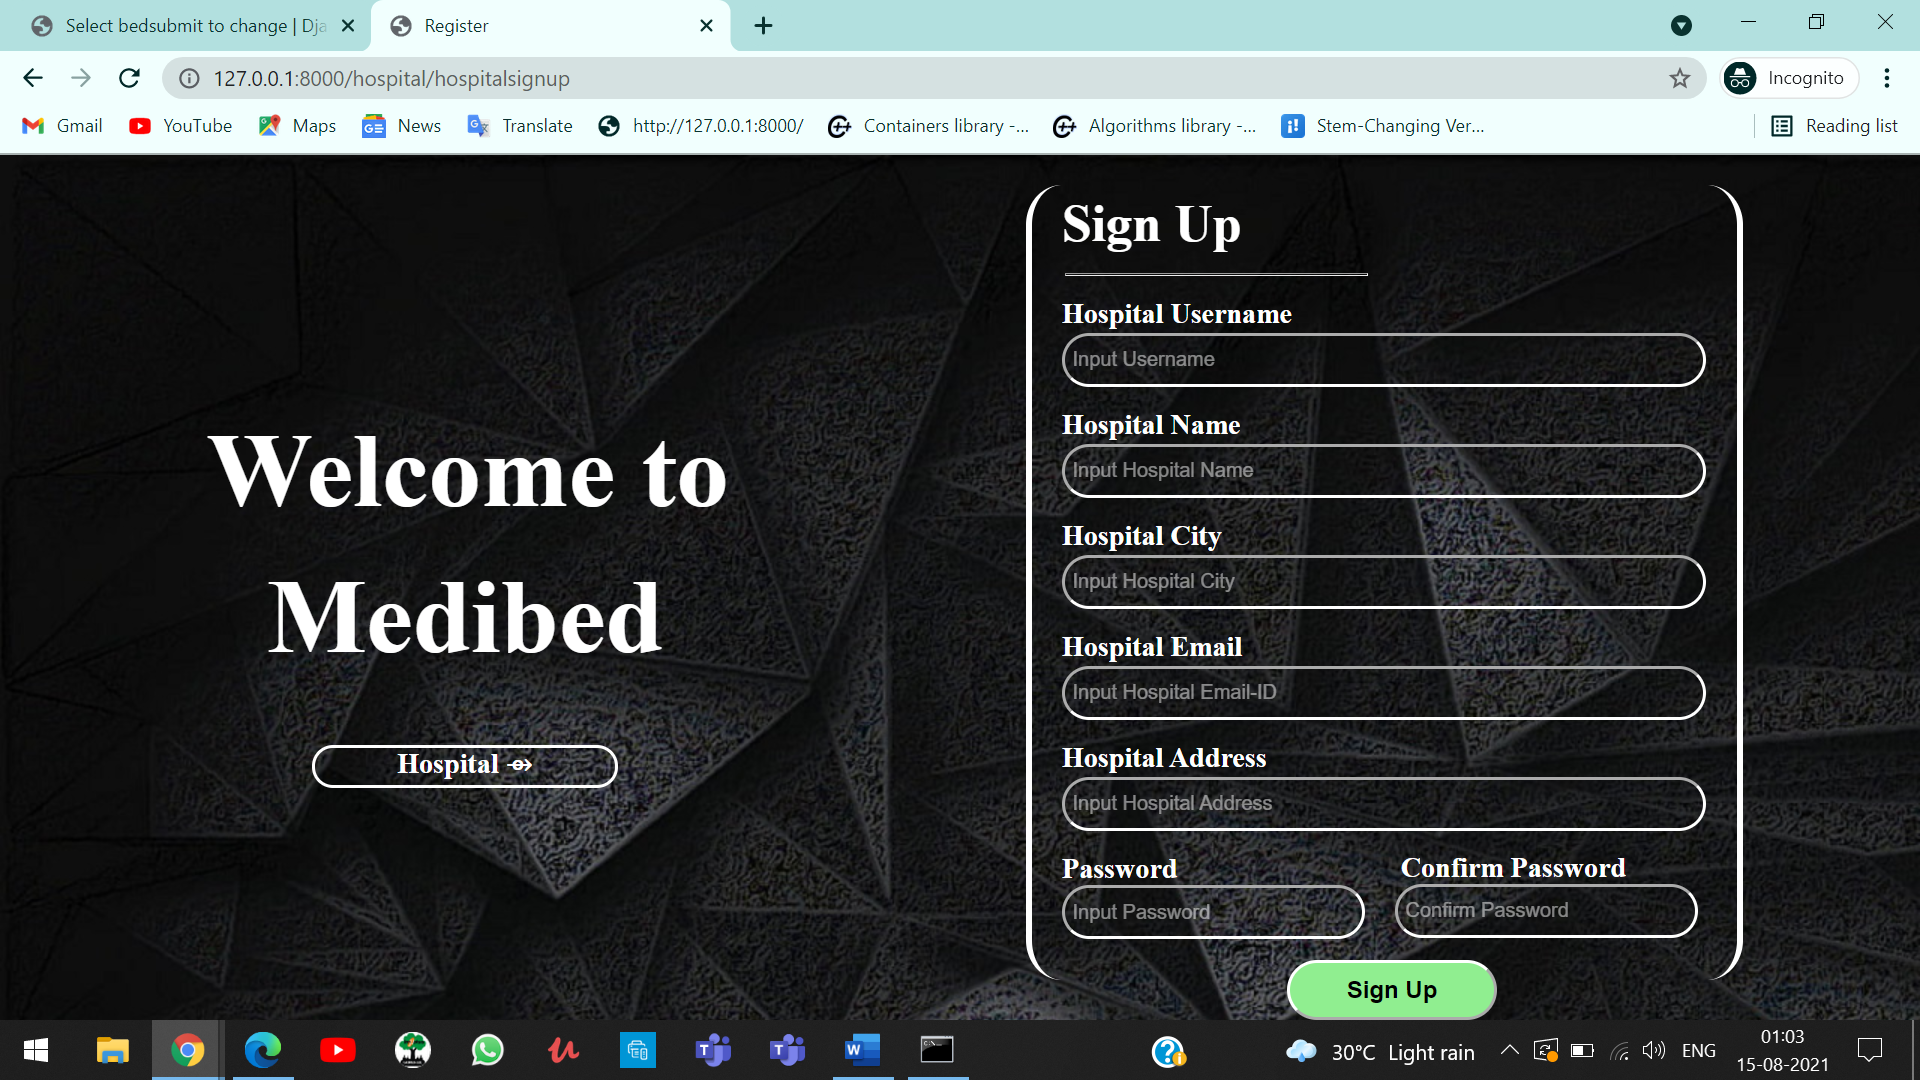 Select bedsubmit to change | Dja
Register
127.0.0.1:8000/hospital/hospitalsignup
Incognito
Gmail
YouTube
Maps
News
Translate
http://127.0.0.1:8000/
Containers library -...
Algorithms library -...
Stem-Changing Ver...
Reading list
Welcome to
Medibed
Hospital
Sign Up
Hospital Username
Input Username
Hospital Name
Input Hospital Name
Hospital City
Input Hospital City
Hospital Email
Input Hospital Email-ID
Hospital Address
Input Hospital Address
Password
Confirm Password
Input Password
Confirm Password
Sign Up
30°C Light rain
ENG
01:03
15-08-2021